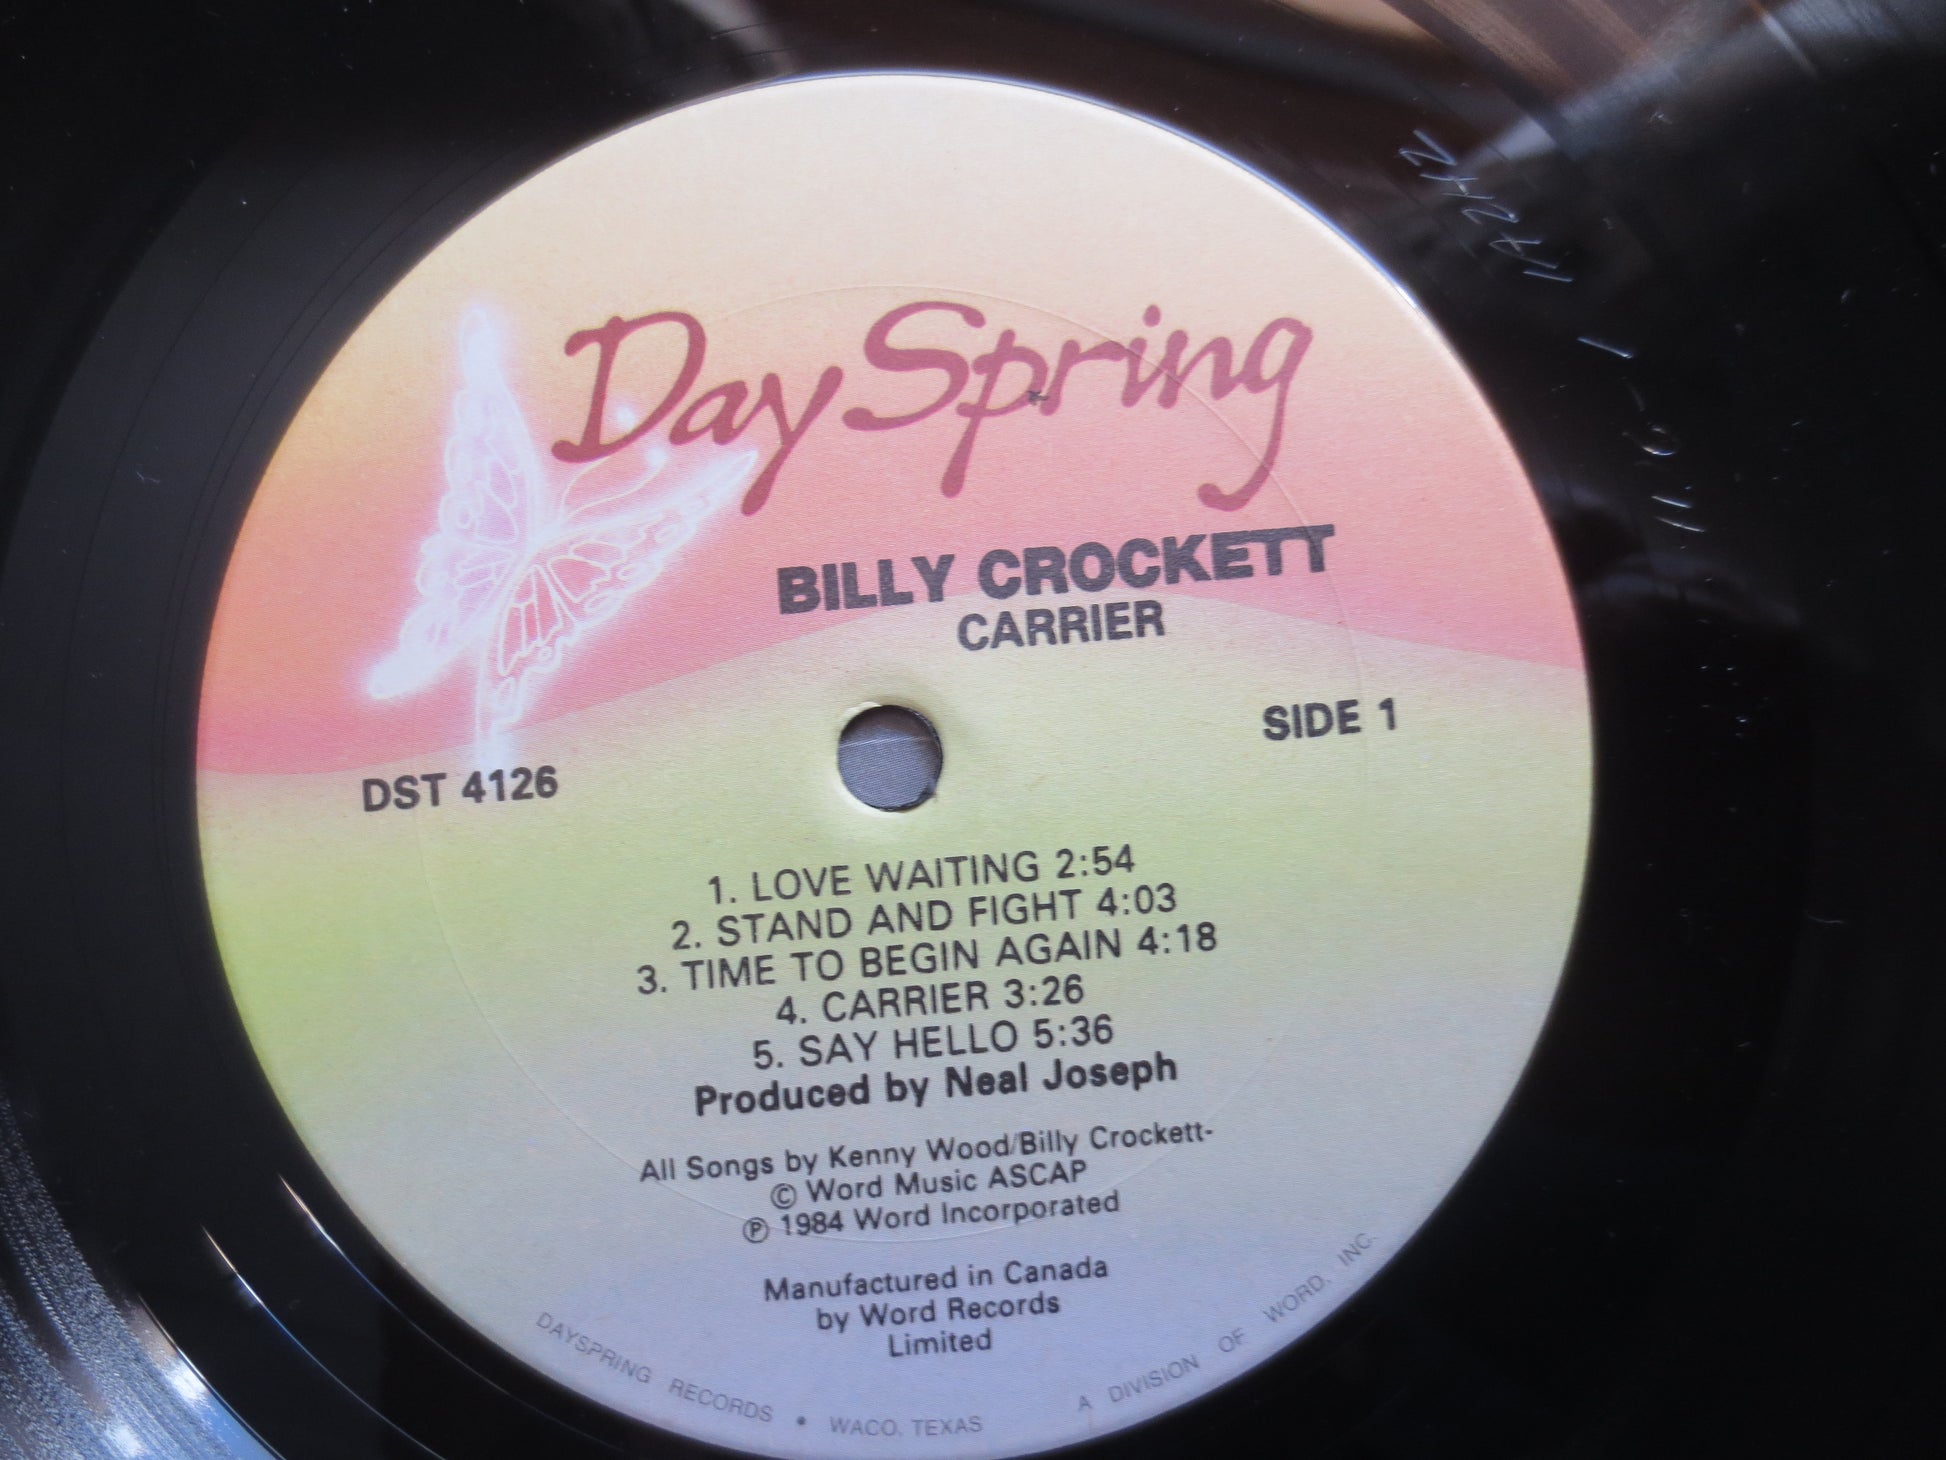 DaySpring
BILLY CROCKETT
CARRIER
SIDE 1
DST 4126
1. LOVE WAITING 2:54
2. STAND AND FIGHT 4:03
3. TIME TO BEGIN AGAIN 4:18
4. CARRIER 3:26
5. SAY HELLO 5:36
Produced by Neal Joseph
All Songs by Kenny Wood/Billy Crockett-
© Word Music ASCAP
℗ 1984 Word Incorporated
Manufactured in Canada
by Word Records
Limited
DAYSPRING RECORDS • WACO, TEXAS A DIVISION OF WORD, INC.